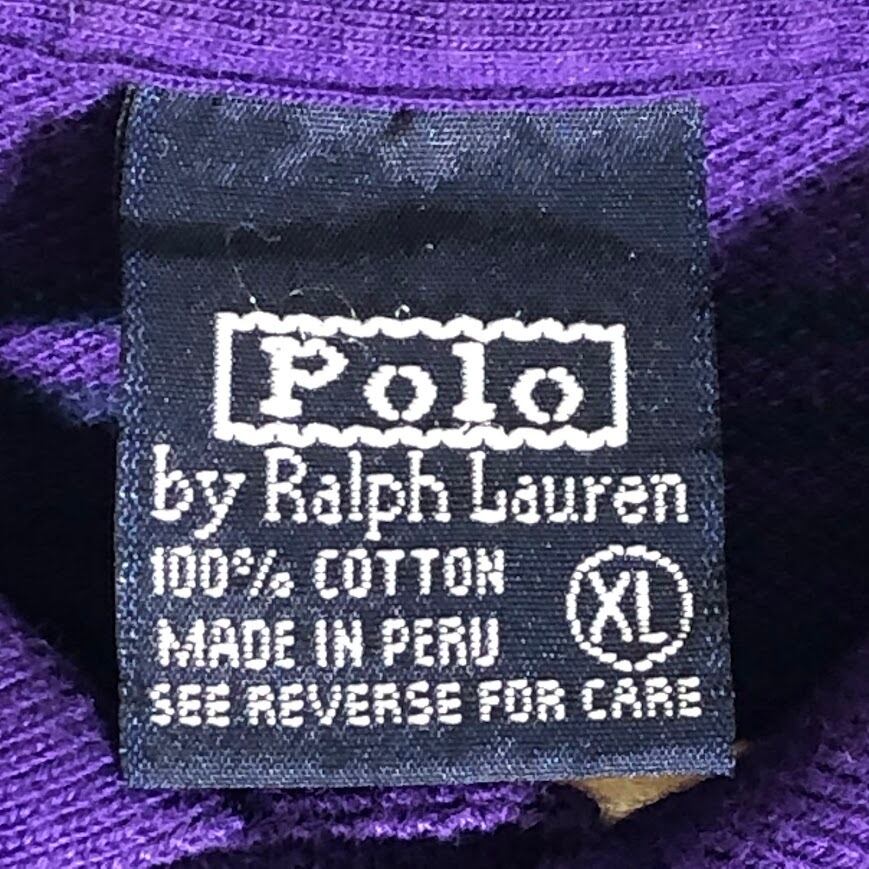 Polo
by Ralph Lauren
100% COTTON
MADE IN PERU
XL
SEE REVERSE FOR CARE